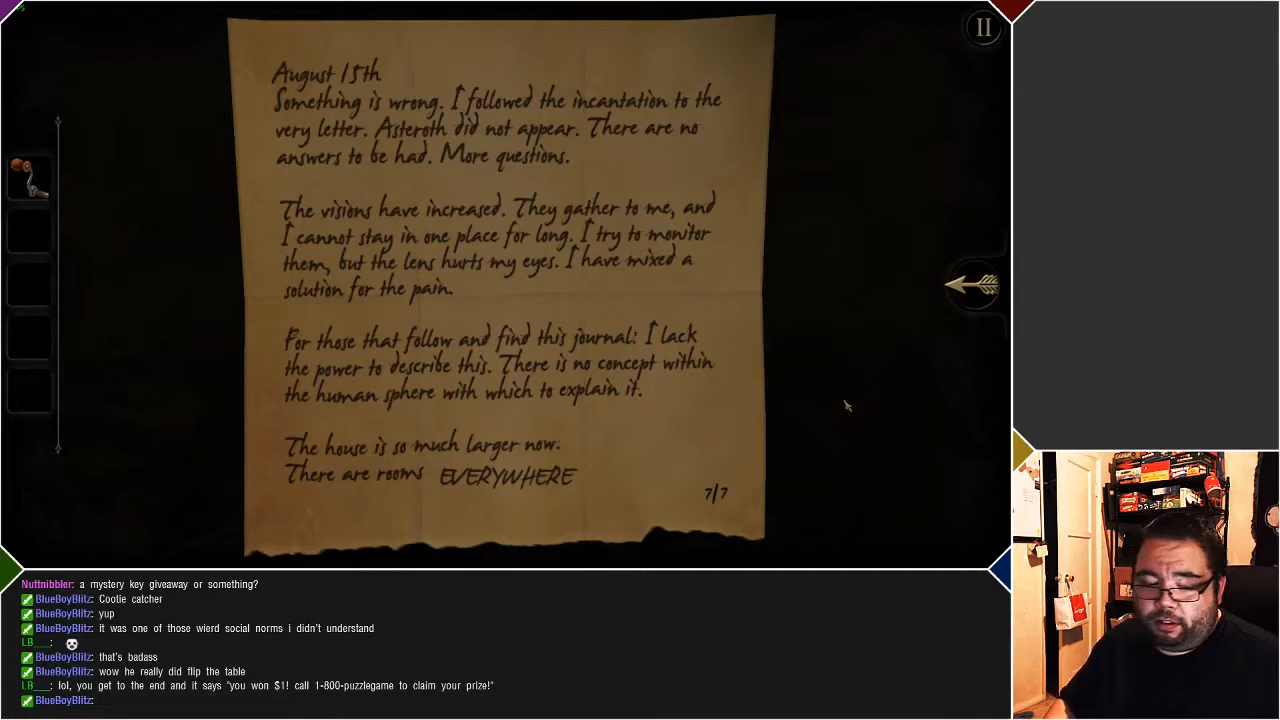 August 15th
Something is wrong. I followed the incantation to the
very letter. Asteroth did not appear. There are no
answers to be had. More questions.
The visions have increased. They gather to me, and
I cannot stay in one place for long. I try to monitor
them, but the lens hurts my eyes. I have mixed a
solution for the pain.
For those that follow and find this journal: I lack
the power to describe this. There is no concept within
the human sphere with which to explain it.
The house is so much larger now.
There are rooms EVERYWHERE
7/7
Nuttnibbler: a mystery key giveaway or something?
BlueBoyBlitz: Cootie catcher
BlueBoyBlitz: yup
BlueBoyBlitz: it was one of those wierd social norms i didn't understand
LB___:
BlueBoyBlitz: that's badass
BlueBoyBlitz: wow he really did flip the table
LB___: lol, you get to the end and it says "you won $1! call 1-800-puzzlegame to claim your prize!"
BlueBoyBlitz: